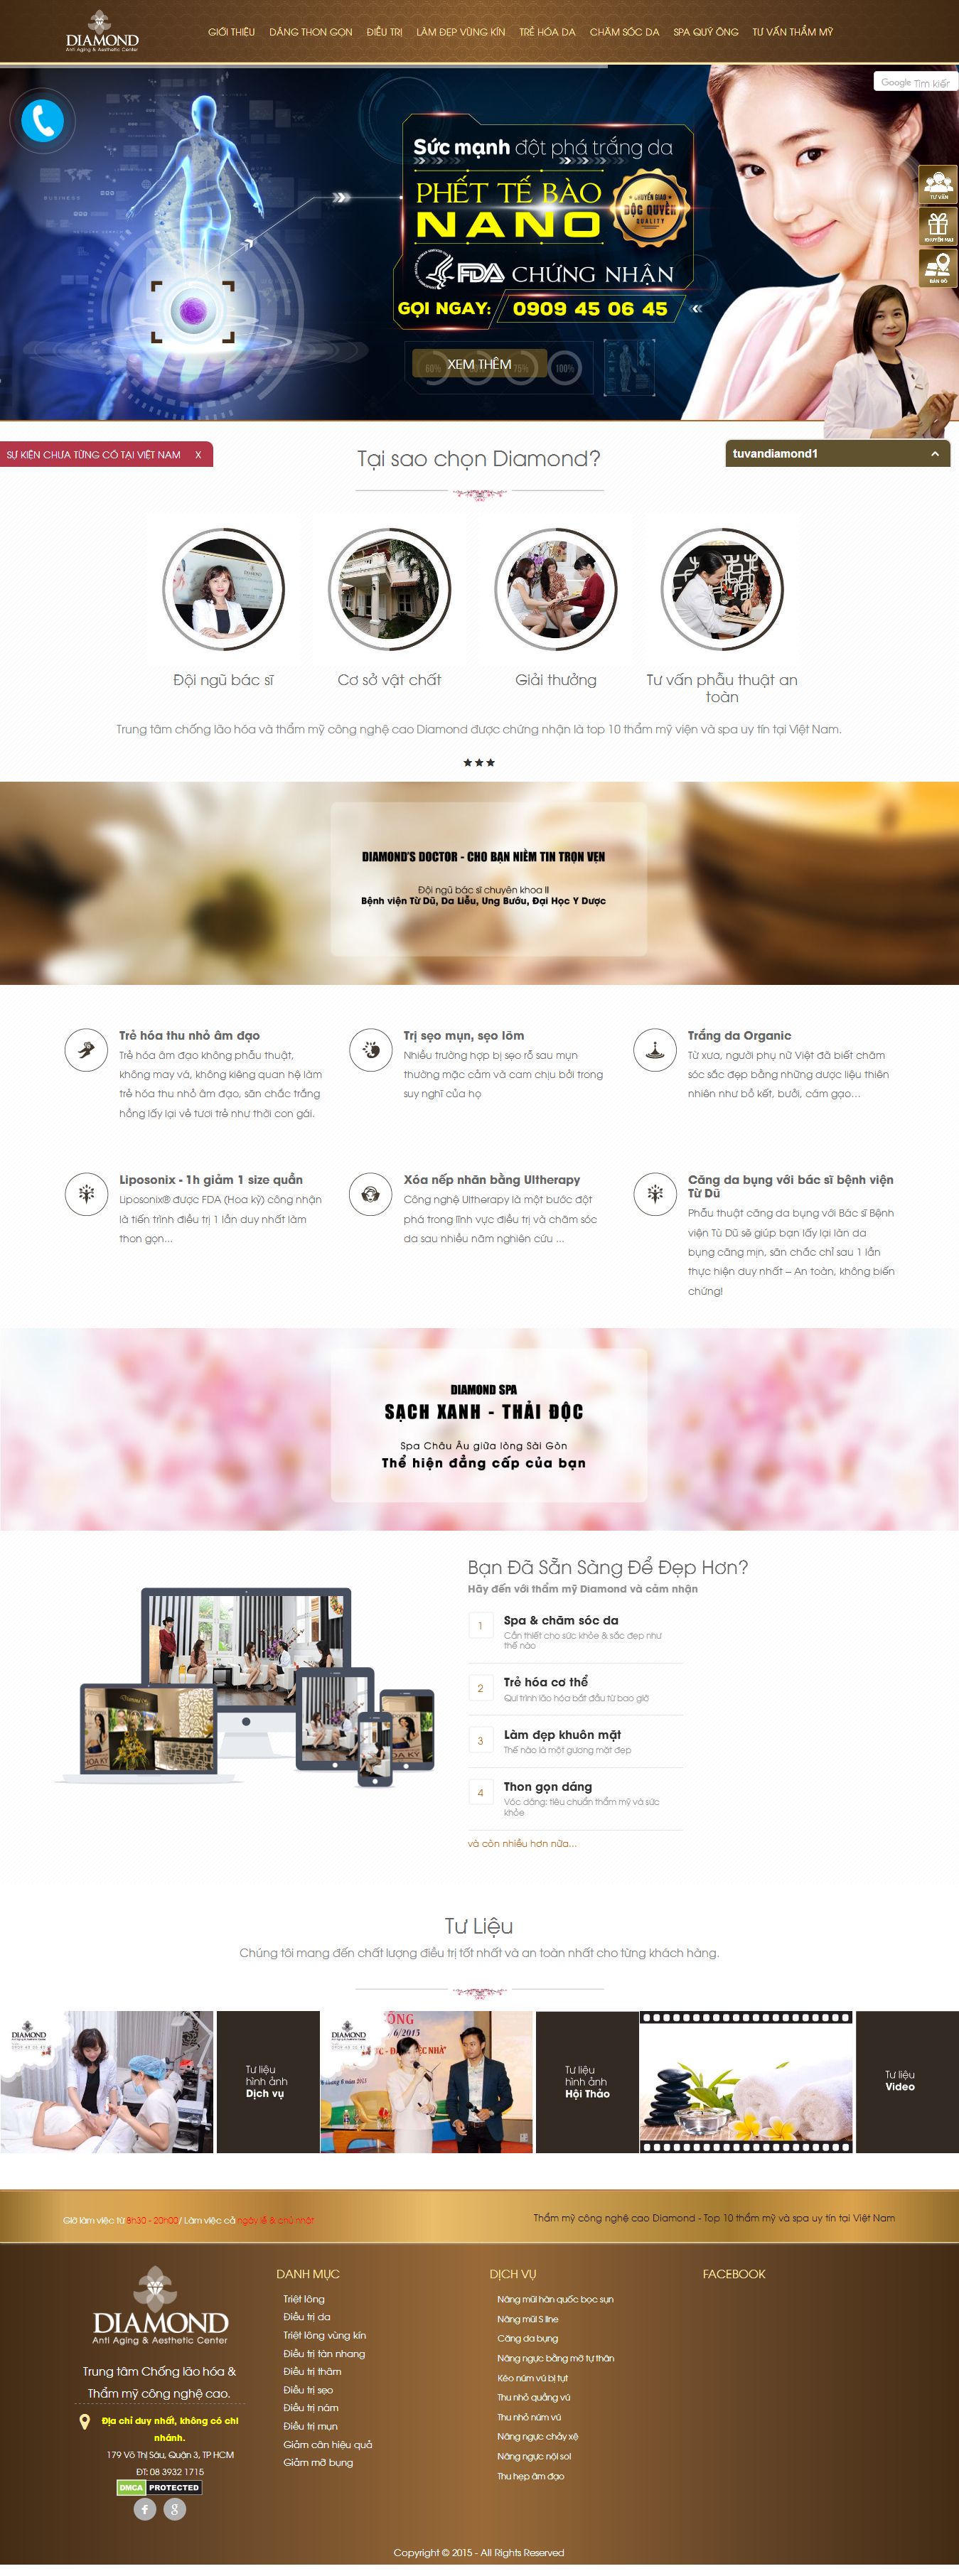 DIAMOND
Anti Aging & Aesthetic Center
GIỚI THIỆU DÁNG THON GỌN ĐIỀU TRỊ LÀM ĐẸP VÙNG KÍN TRẺ HÓA DA CHĂM SÓC DA SPA QUÝ ÔNG TƯ VẤN THẨM MỸ
Google Tìm kiếm
Sức mạnh đột phá trắng da
PHẾT TẾ BÀO
NANO
CHUYỂN GIAO
ĐỘC QUYỀN
QUALITY
FDA CHỨNG NHẬN
GỌI NGAY: 0909 45 06 45
XEM THÊM
60% 75% 100%
TƯ VẤN
KHUYẾN MẠI
BẢN ĐỒ
SỰ KIỆN CHƯA TỪNG CÓ TẠI VIỆT NAM X
tuvandiamond1
Tại sao chọn Diamond?
Đội ngũ bác sĩ
Cơ sở vật chất
Giải thưởng
Tư vấn phẫu thuật an
toàn
Trung tâm chống lão hóa và thẩm mỹ công nghệ cao Diamond được chứng nhận là top 10 thẩm mỹ viện và spa uy tín tại Việt Nam.
DIAMOND'S DOCTOR - CHO BẠN NIỀM TIN TRỌN VẸN
Đội ngũ bác sĩ chuyên khoa II
Bệnh viện Từ Dũ, Da Liễu, Ung Bướu, Đại Học Y Dược
Trẻ hóa thu nhỏ âm đạo
Trẻ hóa âm đạo không phẫu thuật,
không may vá, không kiêng quan hệ làm
trẻ hóa thu nhỏ âm đạo, săn chắc trắng
hồng lấy lại vẻ tươi trẻ như thời con gái.
Trị sẹo mụn, sẹo lõm
Nhiều trường hợp bị sẹo rỗ sau mụn
thường mặc cảm và cam chịu bởi trong
suy nghĩ của họ
Trắng da Organic
Từ xưa, người phụ nữ Việt đã biết chăm
sóc sắc đẹp bằng những dược liệu thiên
nhiên như bồ kết, bưởi, cám gạo...
Liposonix - 1h giảm 1 size quần
Liposonix® được FDA (Hoa kỳ) công nhận
là tiến trình điều trị 1 lần duy nhất làm
thon gọn...
Xóa nếp nhăn bằng Ultherapy
Công nghệ Ultherapy là một bước đột
phá trong lĩnh vực điều trị và chăm sóc
da sau nhiều năm nghiên cứu ...
Căng da bụng với bác sĩ bệnh viện
Từ Dũ
Phẫu thuật căng da bụng với Bác sĩ Bệnh
viện Từ Dũ sẽ giúp bạn lấy lại làn da
bụng căng mịn, săn chắc chỉ sau 1 lần
thực hiện duy nhất – An toàn, không biến
chứng!
DIAMOND SPA
SẠCH XANH - THẢI ĐỘC
Spa Châu Âu giữa lòng Sài Gòn
Thể hiện đẳng cấp của bạn
Bạn Đã Sẵn Sàng Để Đẹp Hơn?
Hãy đến với thẩm mỹ Diamond và cảm nhận
1 Spa & chăm sóc da
Cần thiết cho sức khỏe & sắc đẹp như
thế nào
2 Trẻ hóa cơ thể
Quí trình lão hóa bắt đầu từ bao giờ
3 Làm đẹp khuôn mặt
Thế nào là một gương mặt đẹp
4 Thon gọn dáng
Vóc dáng: tiêu chuẩn thẩm mỹ và sức
khỏe
và còn nhiều hơn nữa...
Tư Liệu
Chúng tôi mang đến chất lượng điều trị tốt nhất và an toàn nhất cho từng khách hàng.
DIAMOND
Tư liệu
hình ảnh
Dịch vụ
DIAMOND
6/2015
Tư liệu
hình ảnh
Hội Thảo
Tư liệu
Video
Giờ làm việc từ 8h30 - 20h00/ Làm việc cả ngày lễ & chủ nhật
Thẩm mỹ công nghệ cao Diamond - Top 10 thẩm mỹ và spa uy tín tại Việt Nam
DIAMOND
Anti Aging & Aesthetic Center
Trung tâm Chống lão hóa &
Thẩm mỹ công nghệ cao.
Địa chỉ duy nhất, không có chi
nhánh.
179 Võ Thị Sáu, Quận 3, TP HCM
ĐT: 08 3932 1715
DMCA PROTECTED
DANH MỤC
Triệt lông
Điều trị da
Triệt lông vùng kín
Điều trị tàn nhang
Điều trị thâm
Điều trị sẹo
Điều trị nám
Điều trị mụn
Giảm cân hiệu quả
Giảm mỡ bụng
DỊCH VỤ
Nâng mũi hàn quốc bọc sụn
Nâng mũi S line
Căng da bụng
Nâng ngực bằng mỡ tự thân
Kéo núm vú bị tụt
Thu nhỏ quầng vú
Thu nhỏ núm vú
Nâng ngực chảy xệ
Nâng ngực nội soi
Thu hẹp âm đạo
FACEBOOK
Copyright © 2015 - All Rights Reserved